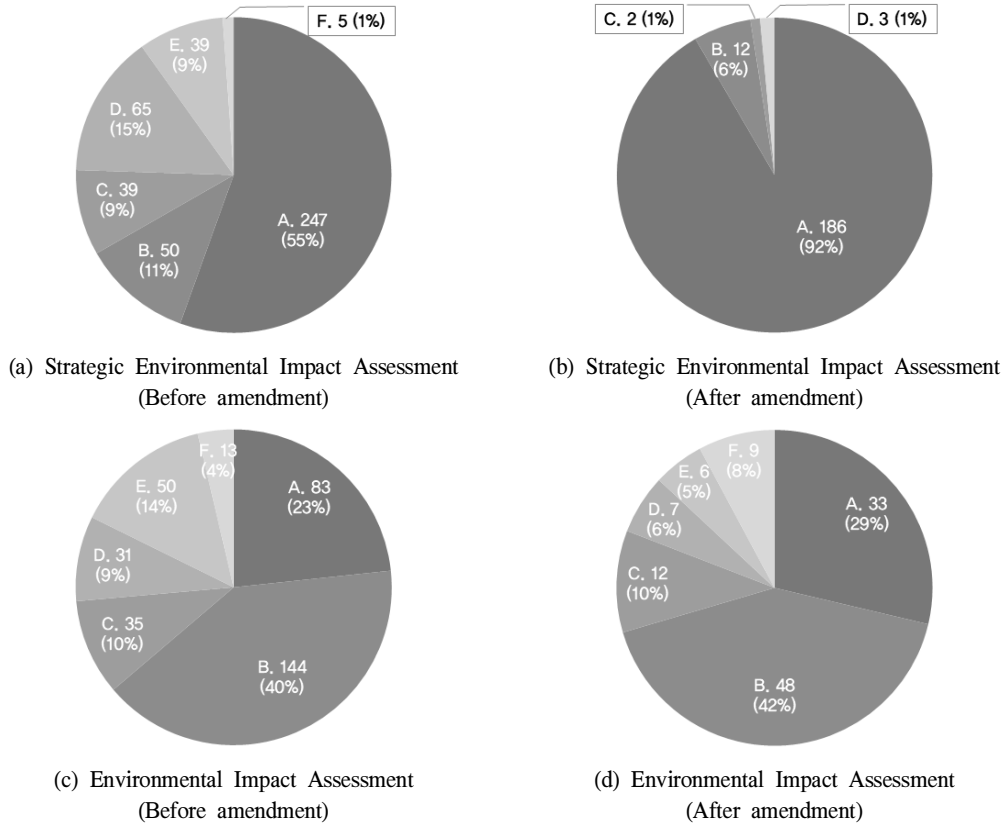 F. 5 (1%)
E. 39
(9%)
D. 65
(15%)
C. 39
(9%)
B. 50
(11%)
A. 247
(55%)
C. 2 (1%)
D. 3 (1%)
B. 12
(6%)
A. 186
(92%)
(a) Strategic Environmental Impact Assessment
(Before amendment)
(b) Strategic Environmental Impact Assessment
(After amendment)
F. 13
(4%)
A. 83
(23%)
E. 50
(14%)
D. 31
(9%)
C. 35
(10%)
B. 144
(40%)
F. 9
(8%)
E. 6
(5%)
A. 33
(29%)
D. 7
(6%)
C. 12
(10%)
B. 48
(42%)
(c) Environmental Impact Assessment
(Before amendment)
(d) Environmental Impact Assessment
(After amendment)